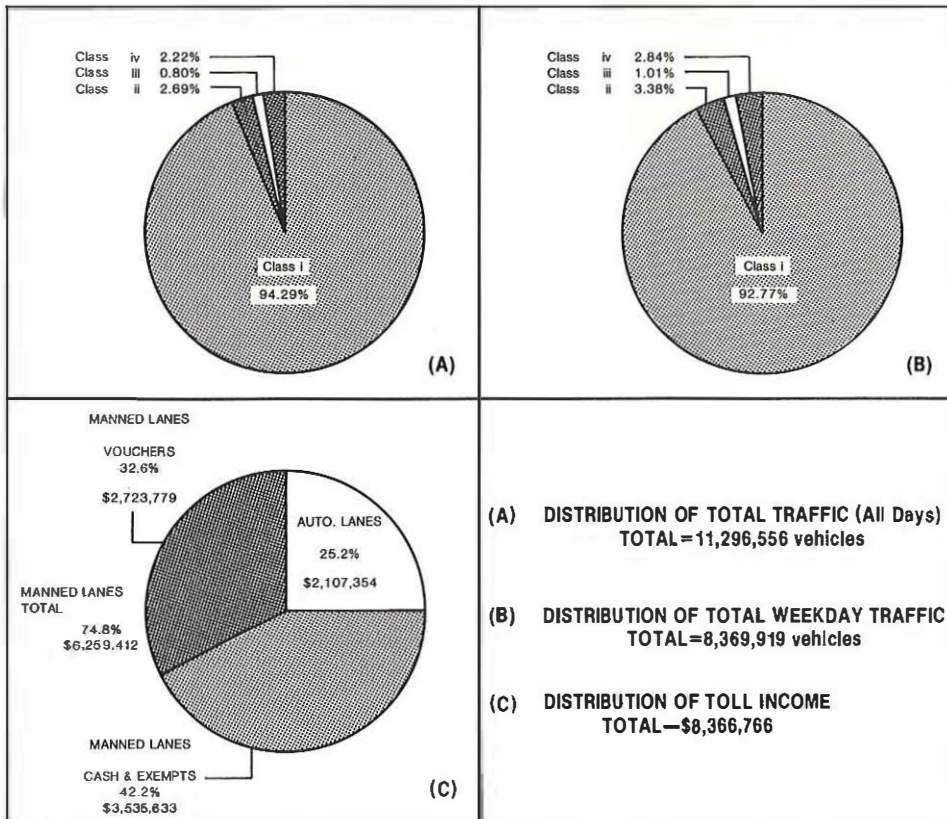 Class iv 2.22%
Class iii 0.80%
Class ii 2.69%
Class i
94.29%
(A)
Class iv 2.84%
Class iii 1.01%
Class ii 3.38%
Class i
92.77%
(B)
MANNED LANES
VOUCHERS
32.6%
$2,723,779
AUTO. LANES
25.2%
$2,107,354
MANNED LANES
TOTAL
74.8%
$6,259,412
MANNED LANES
CASH & EXEMPTS
42.2%
$3,535,633
(C)
(A) DISTRIBUTION OF TOTAL TRAFFIC (All Days)
TOTAL=11,296,556 vehicles
(B) DISTRIBUTION OF TOTAL WEEKDAY TRAFFIC
TOTAL=8,369,919 vehicles
(C) DISTRIBUTION OF TOLL INCOME
TOTAL—$8,366,766